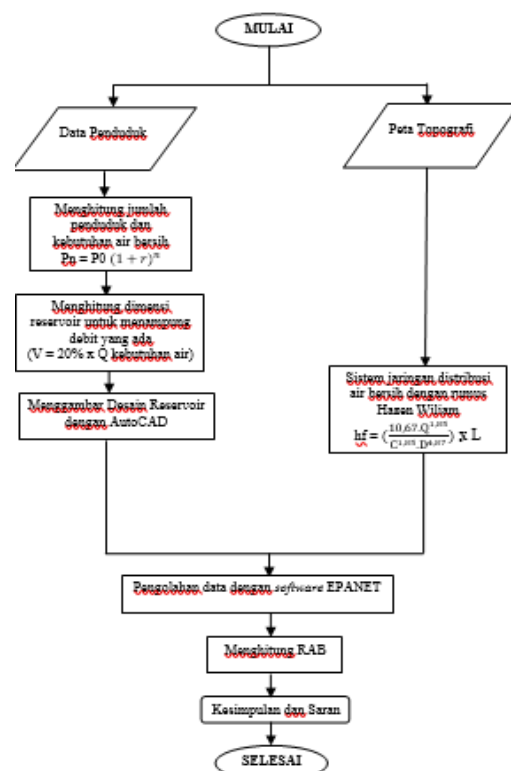 MULAI
Data Penduduk
Peta Topografi
Menghitung jumlah
penduduk dan
kebutuhan air bersih
Pn = P0 (1 + r)ⁿ
Menghitung dimensi
reservoir untuk menampung
debit yang ada
(V = 20% x Q kebutuhan air)
Menggambar Desain Reservoir
dengan AutoCAD
Sistem jaringan distribusi
air bersih dengan rumus
Hazen Wiliam
hf = (10,67.Q^1,85 / C^1,85.D^4,87) x L
Pengolahan data dengan software EPANET
Menghitung RAB
Kesimpulan dan Saran
SELESAI